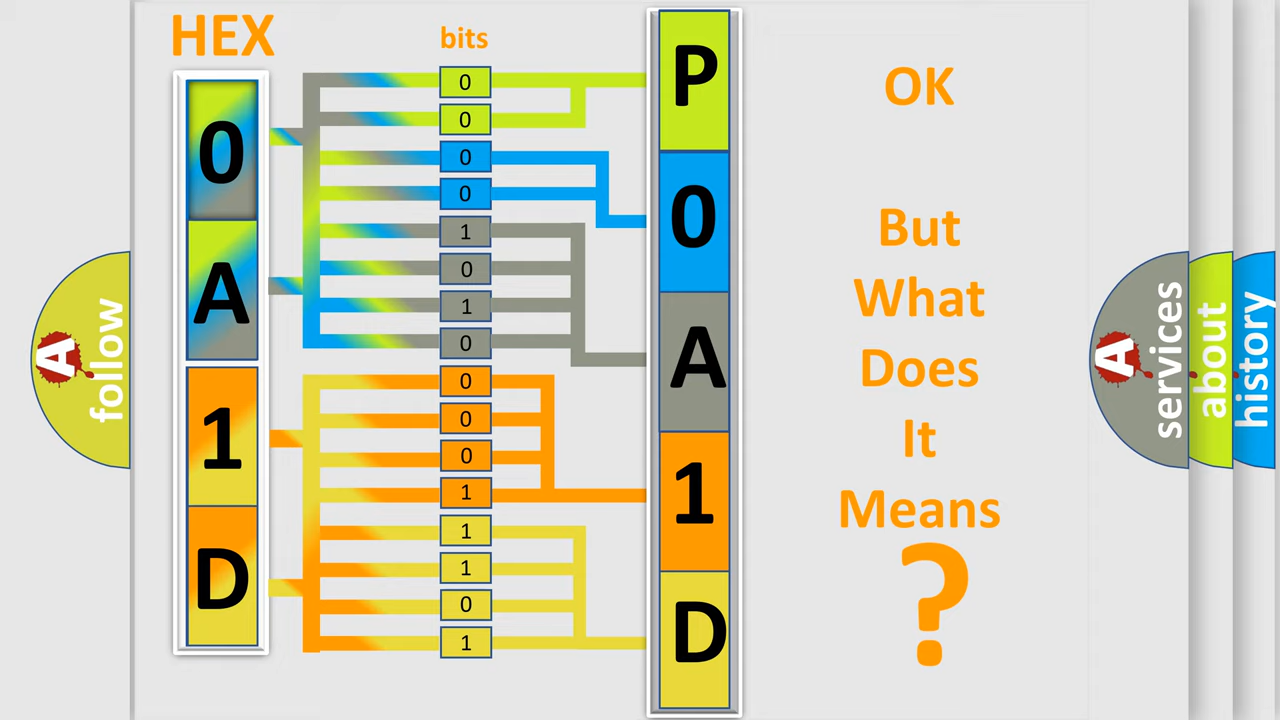 HEX
bits
0
A
1
D
0
0
0
0
1
0
1
0
0
0
0
1
1
1
0
1
P
0
A
1
D
OK
But
What
Does
It
Means
?
A
follow
A
services
about
history